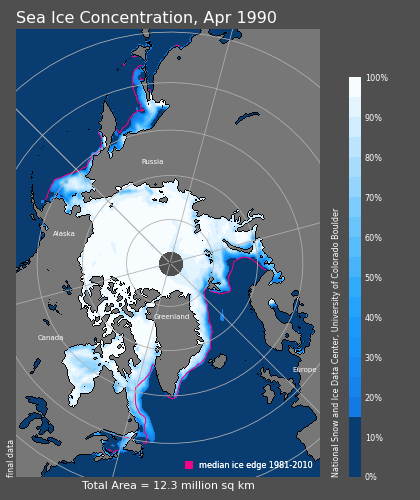 Sea Ice Concentration, Apr 1990
Russia
Alaska
Greenland
Canada
Europe
median ice edge 1981-2010
Total Area = 12.3 million sq km
final data
National Snow and Ice Data Center, University of Colorado Boulder
100%
90%
80%
70%
60%
50%
40%
30%
20%
10%
0%